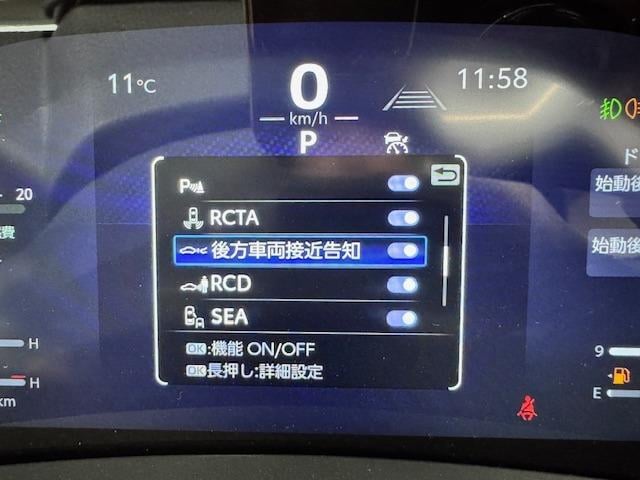 11°C
0
11:58
km/h
P
P
RCTA
後方車両接近告知
RCD
SEA
OK:機能 ON/OFF
OK長押し:詳細設定
20
費
H
H
km
ド
始動後
始動後
9
E